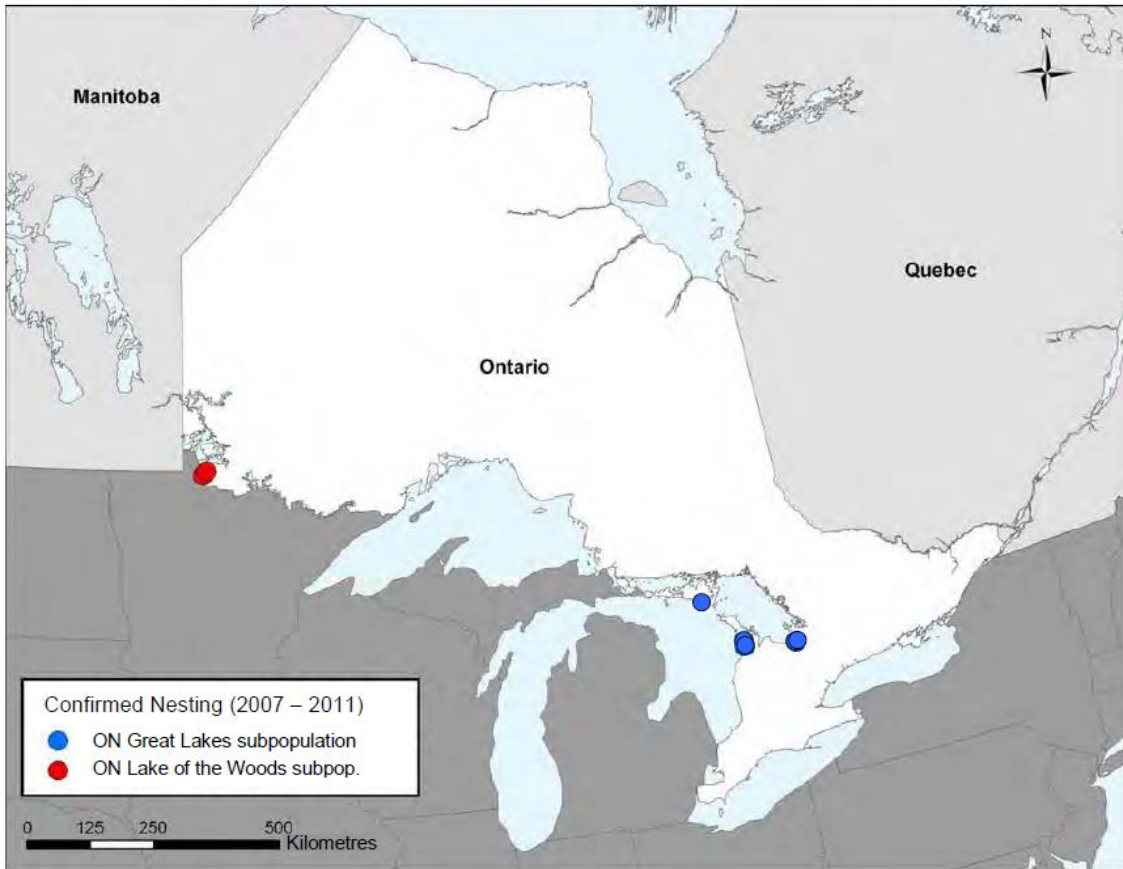 N
Manitoba
Quebec
Ontario
Confirmed Nesting (2007 – 2011)
ON Great Lakes subpopulation
ON Lake of the Woods subpop.
0 125 250 500
Kilometres